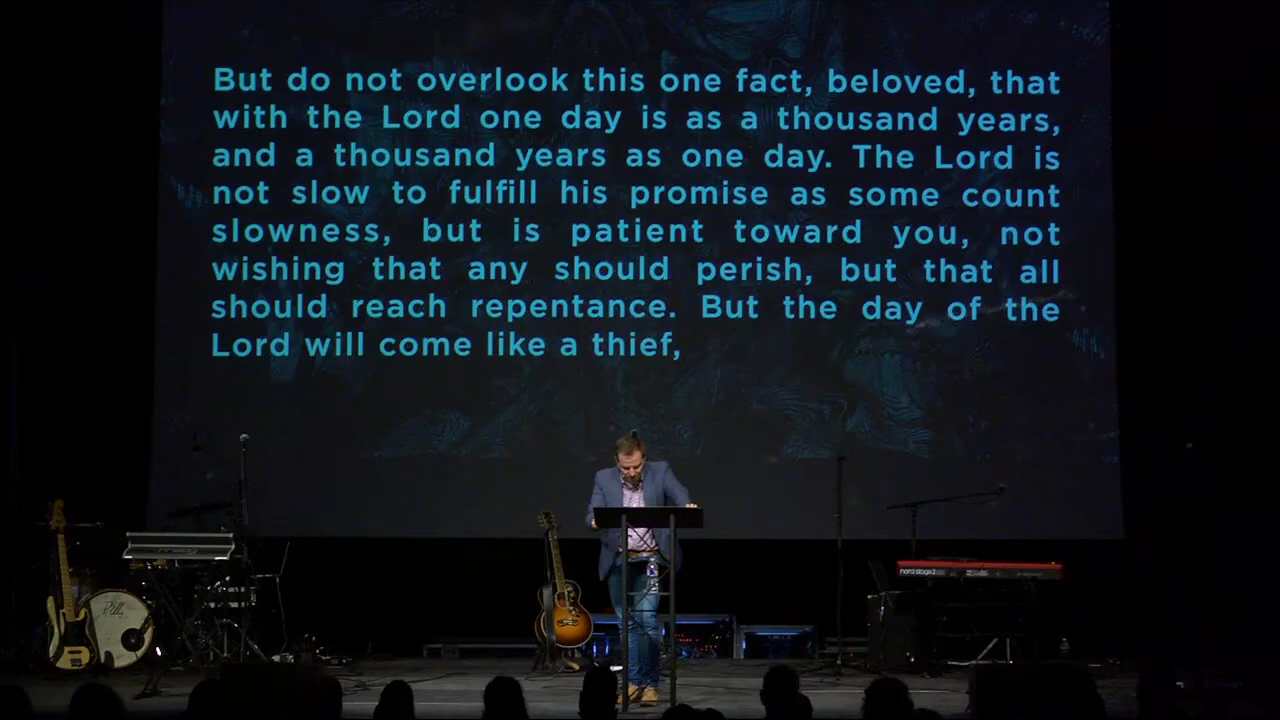 But do not overlook this one fact, beloved, that
with the Lord one day is as a thousand years,
and a thousand years as one day. The Lord is
not slow to fulfill his promise as some count
slowness, but is patient toward you, not
wishing that any should perish, but that all
should reach repentance. But the day of the
Lord will come like a thief,
nord stage 2